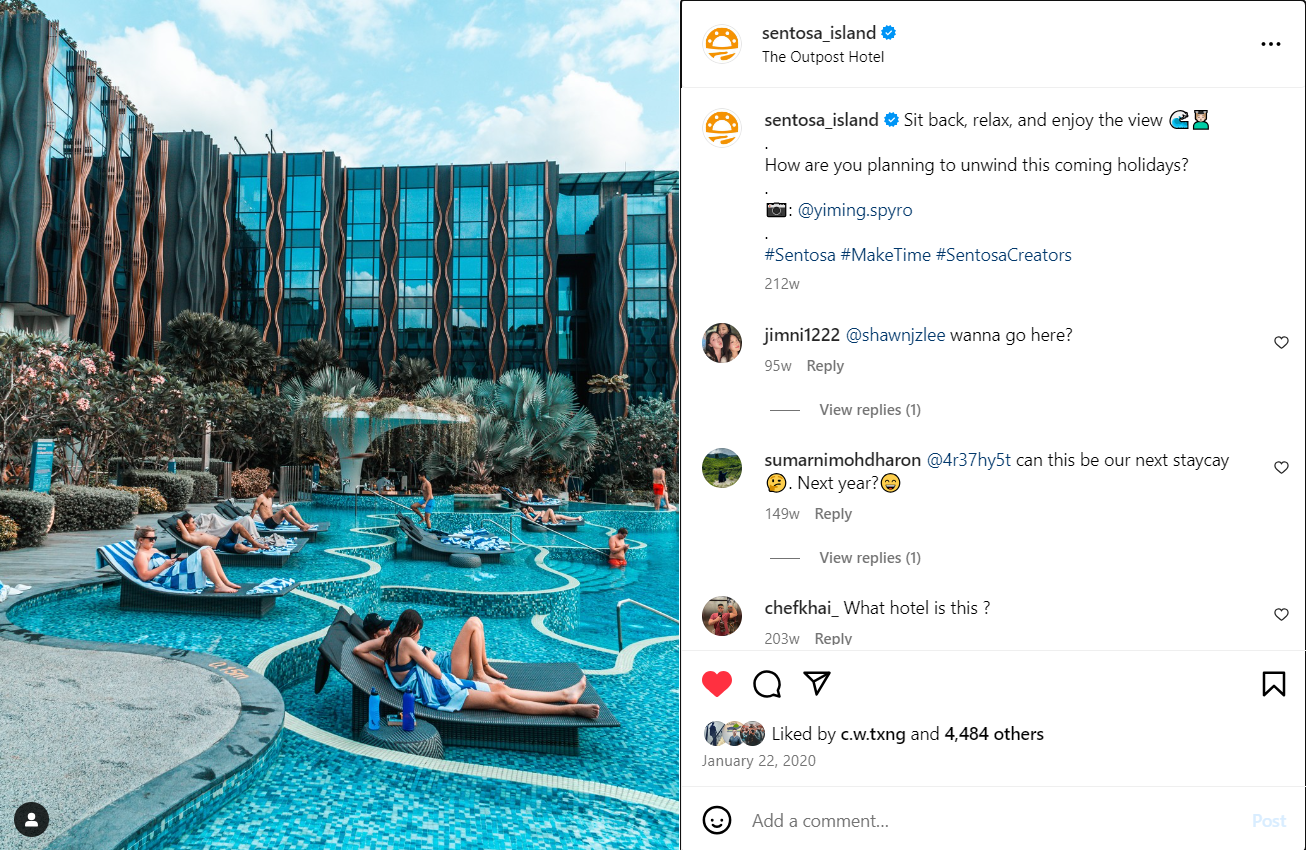 sentosa_island
The Outpost Hotel
sentosa_island Sit back, relax, and enjoy the view 🌊💆🏻‍♂️
.
How are you planning to unwind this coming holidays?
.
📷: @yiming.spyro
.
#Sentosa #MakeTime #SentosaCreators
212w
jimni1222 @shawnjzlee wanna go here?
95w Reply
View replies (1)
sumarnimohdharon @4r37hy5t can this be our next staycay
🤔. Next year?😄
149w Reply
View replies (1)
chefkhai_ What hotel is this ?
203w Reply
Liked by c.w.txng and 4,484 others
January 22, 2020
Add a comment...
Post